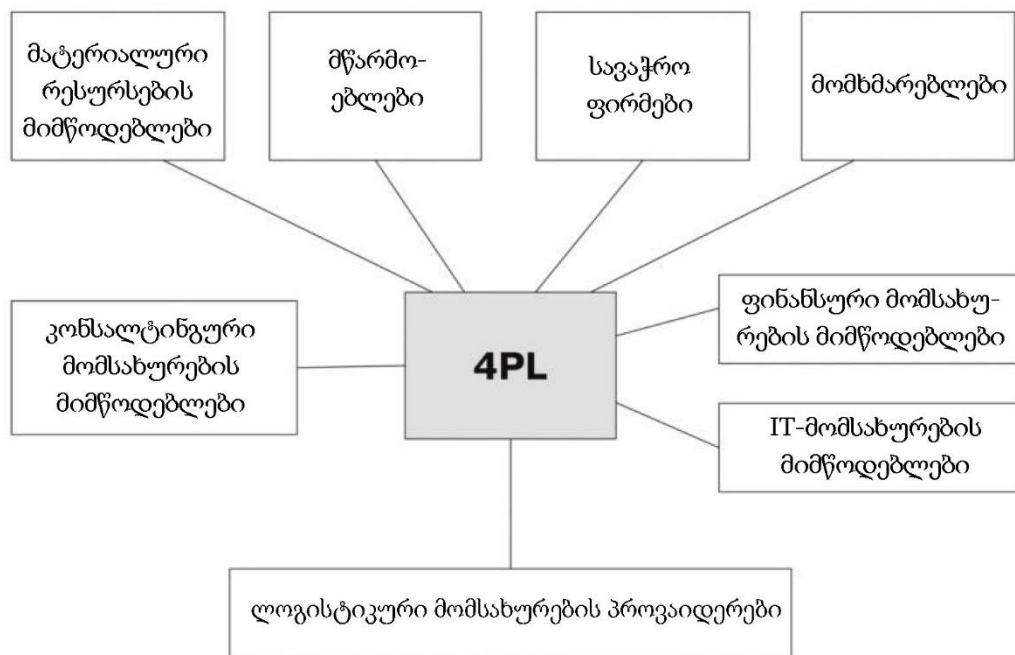 მატერიალური
რესურსების
მიმწოდებლები
მწარმო-
ებლები
სავაჭრო
ფირმები
მომხმარებლები
კონსალტინგური
მომსახურების
მიმწოდებლები
4PL
ფინანსური მომსახუ-
რების მიმწოდებლები
IT-მომსახურების
მიმწოდებლები
ლოგისტიკური მომსახურების პროვაიდერები